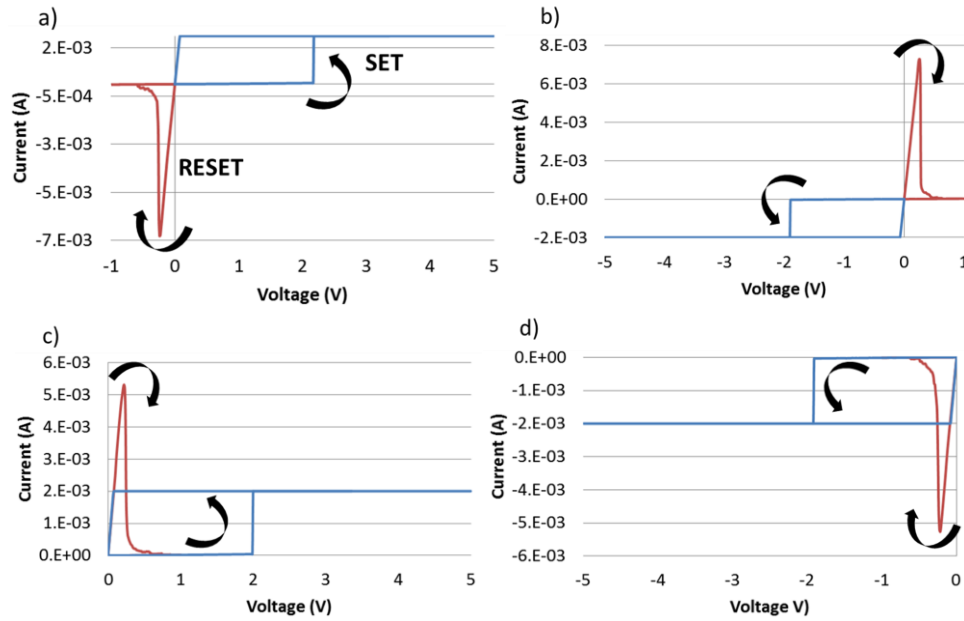 a)
2.E-03
-5.E-04
-3.E-03
-5.E-03
-7.E-03
Current (A)
SET
RESET
-1 0 1 2 3 4 5
Voltage (V)
b)
8.E-03
6.E-03
4.E-03
2.E-03
0.E+00
-2.E-03
Current (A)
-5 -4 -3 -2 -1 0 1
Voltage (V)
c)
6.E-03
5.E-03
4.E-03
3.E-03
2.E-03
1.E-03
0.E+00
Current (A)
0 1 2 3 4 5
Voltage (V)
d)
0.E+00
-1.E-03
-2.E-03
-3.E-03
-4.E-03
-5.E-03
-6.E-03
Current (A)
-5 -4 -3 -2 -1 0
Voltage V)